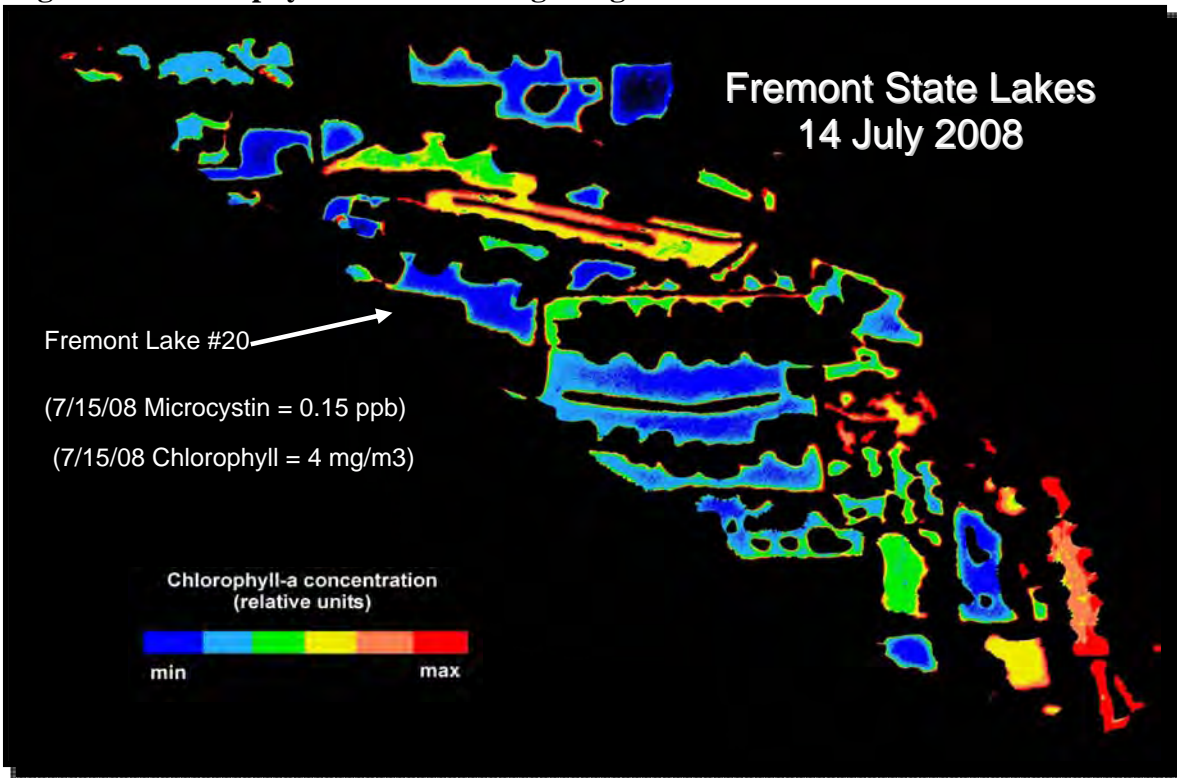 Fremont State Lakes
14 July 2008
Fremont Lake #20
(7/15/08 Microcystin = 0.15 ppb)
(7/15/08 Chlorophyll = 4 mg/m3)
Chlorophyll-a concentration
(relative units)
min max